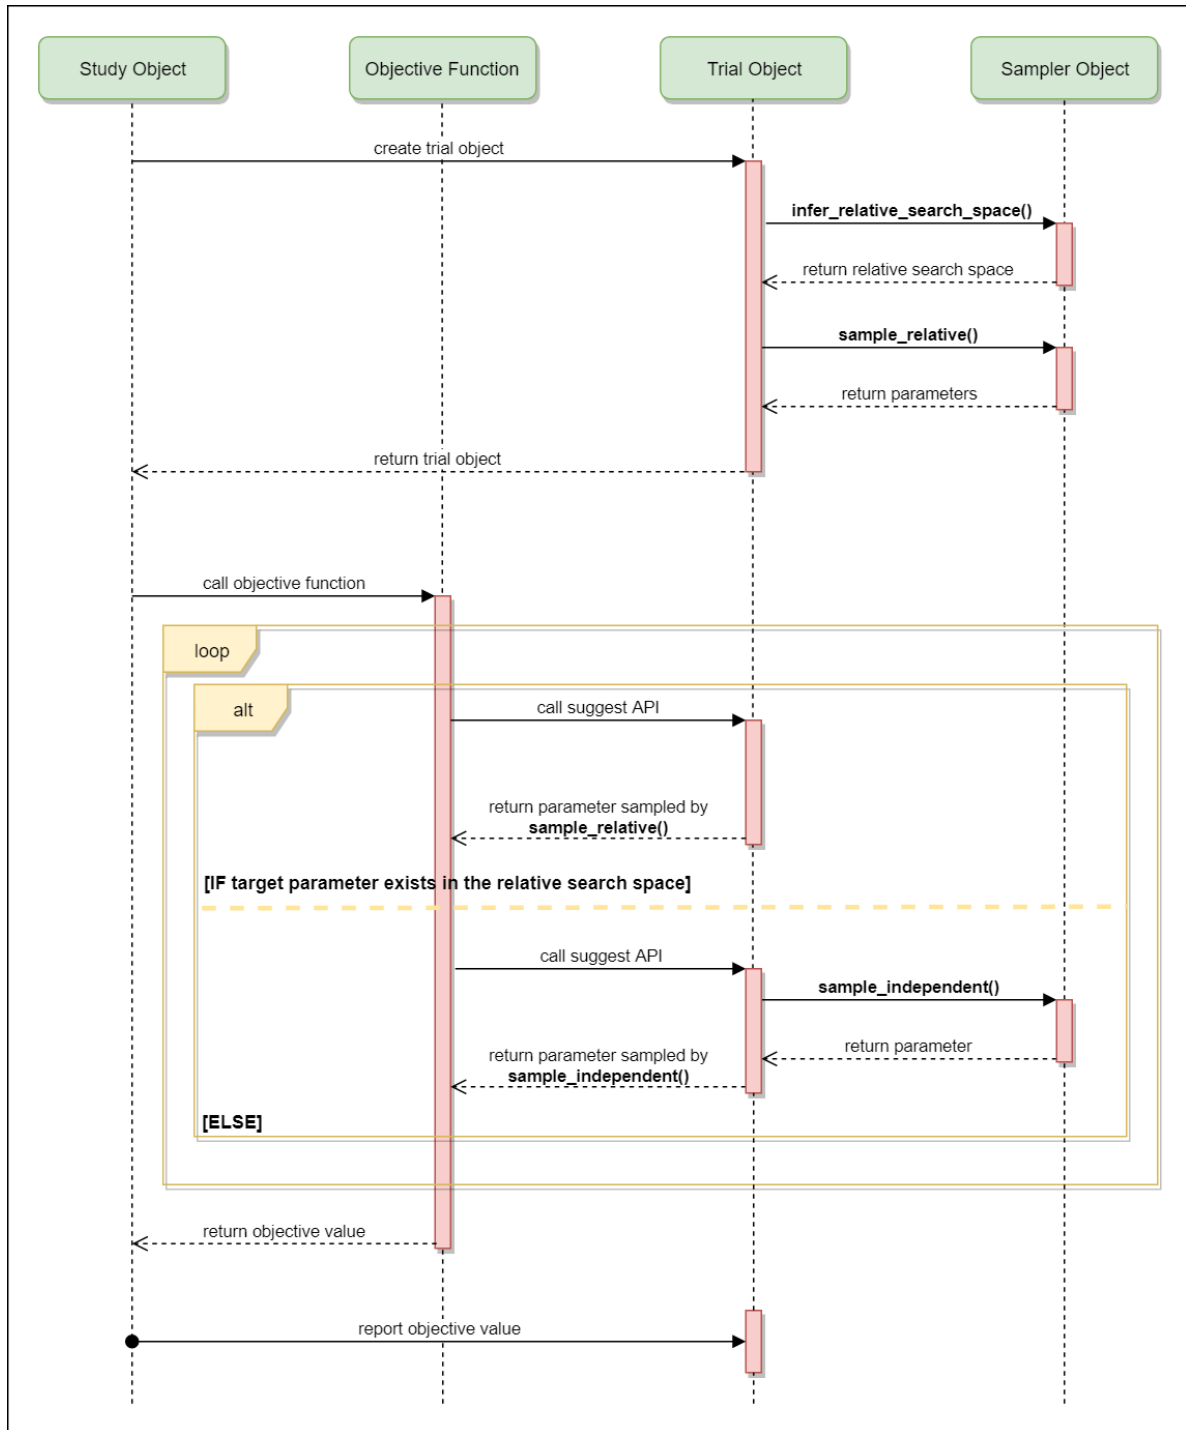 Study Object
Objective Function
Trial Object
Sampler Object
create trial object
infer_relative_search_space()
return relative search space
sample_relative()
return parameters
return trial object
call objective function
loop
alt
call suggest API
return parameter sampled by
sample_relative()
[IF target parameter exists in the relative search space]
call suggest API
sample_independent()
return parameter
return parameter sampled by
sample_independent()
[ELSE]
return objective value
report objective value